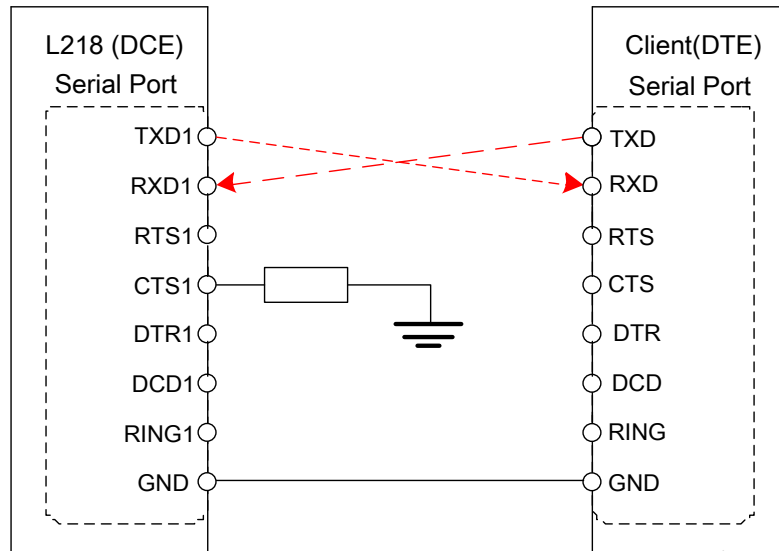 L218 (DCE)
Serial Port
TXD1
RXD1
RTS1
CTS1
DTR1
DCD1
RING1
GND
Client(DTE)
Serial Port
TXD
RXD
RTS
CTS
DTR
DCD
RING
GND